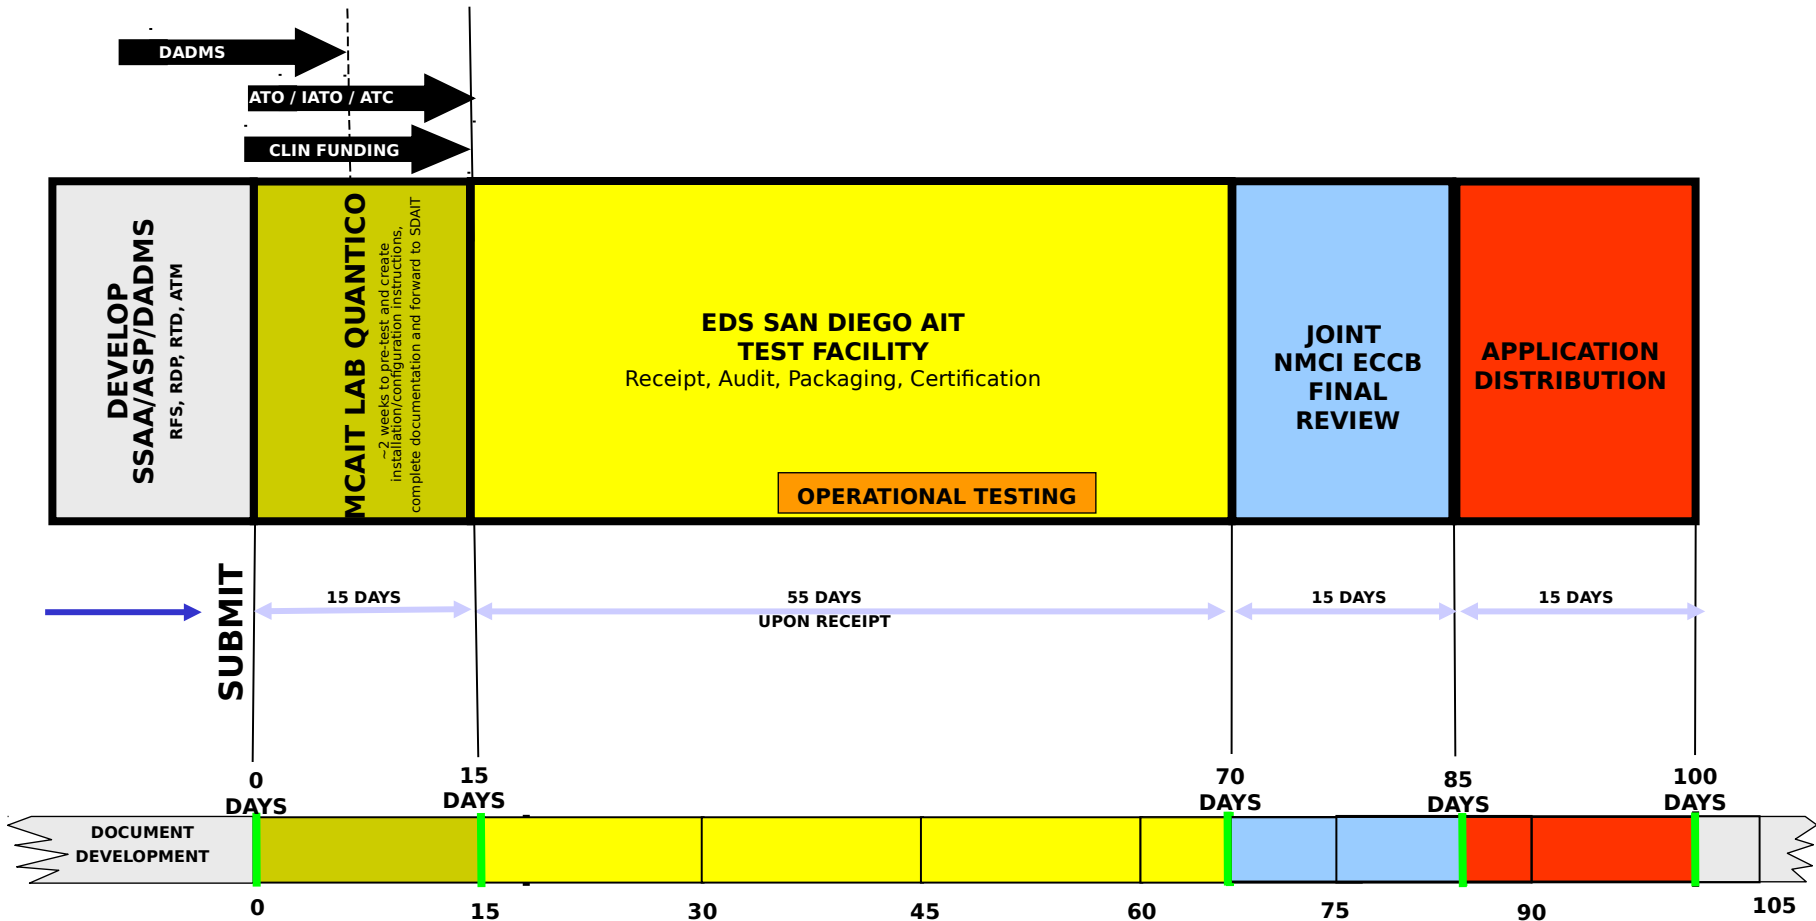 DADMS
ATO / IATO / ATC
CLIN FUNDING
DEVELOP
SSAA/ASP/DADMS
RFS, RDP, RTD, ATM
MCAIT LAB QUANTICO
~2 weeks to pre-test and create
installation/configuration instructions,
complete documentation and forward to SDAIT
EDS SAN DIEGO AIT
TEST FACILITY
Receipt, Audit, Packaging, Certification
OPERATIONAL TESTING
JOINT
NMCI ECCB
FINAL
REVIEW
APPLICATION
DISTRIBUTION
SUBMIT
15 DAYS
55 DAYS
UPON RECEIPT
15 DAYS
15 DAYS
0
DAYS
15
DAYS
70
DAYS
85
DAYS
100
DAYS
DOCUMENT
DEVELOPMENT
0
15
30
45
60
75
90
105